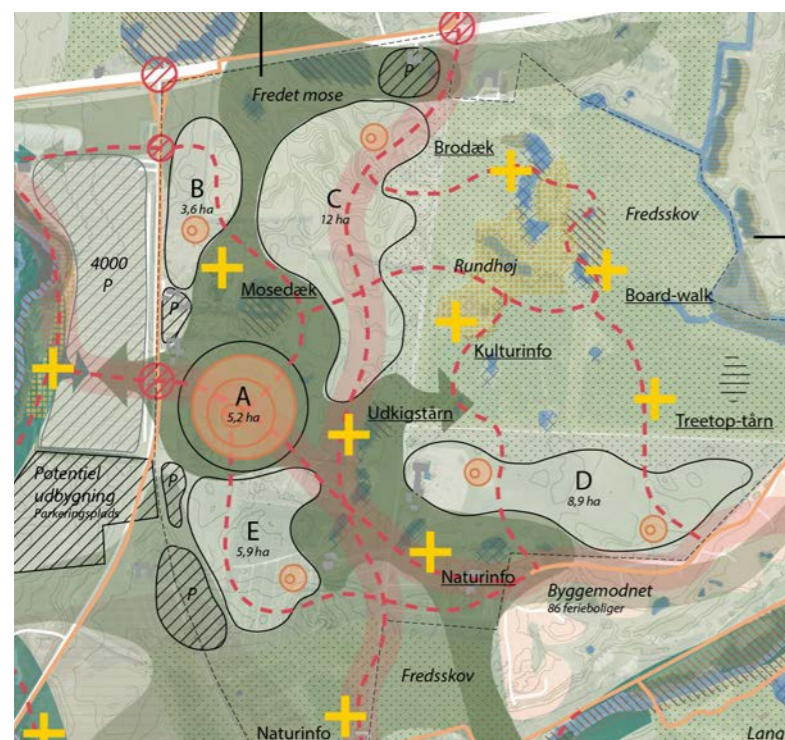 P
Fredet mose
Brodæk
B
3,6 ha
C
12 ha
Fredsskov
4000
P
Rundhøj
Mosedæk
Board-walk
P
Kulturinfo
A
5,2 ha
Udkigstårn
Treetop-tårn
Potentiel
udbygning
Parkeringsplads
P
D
8,9 ha
E
5,9 ha
P
Naturinfo
Byggemodnet
86 ferieboliger
Fredsskov
Naturinfo
Lang